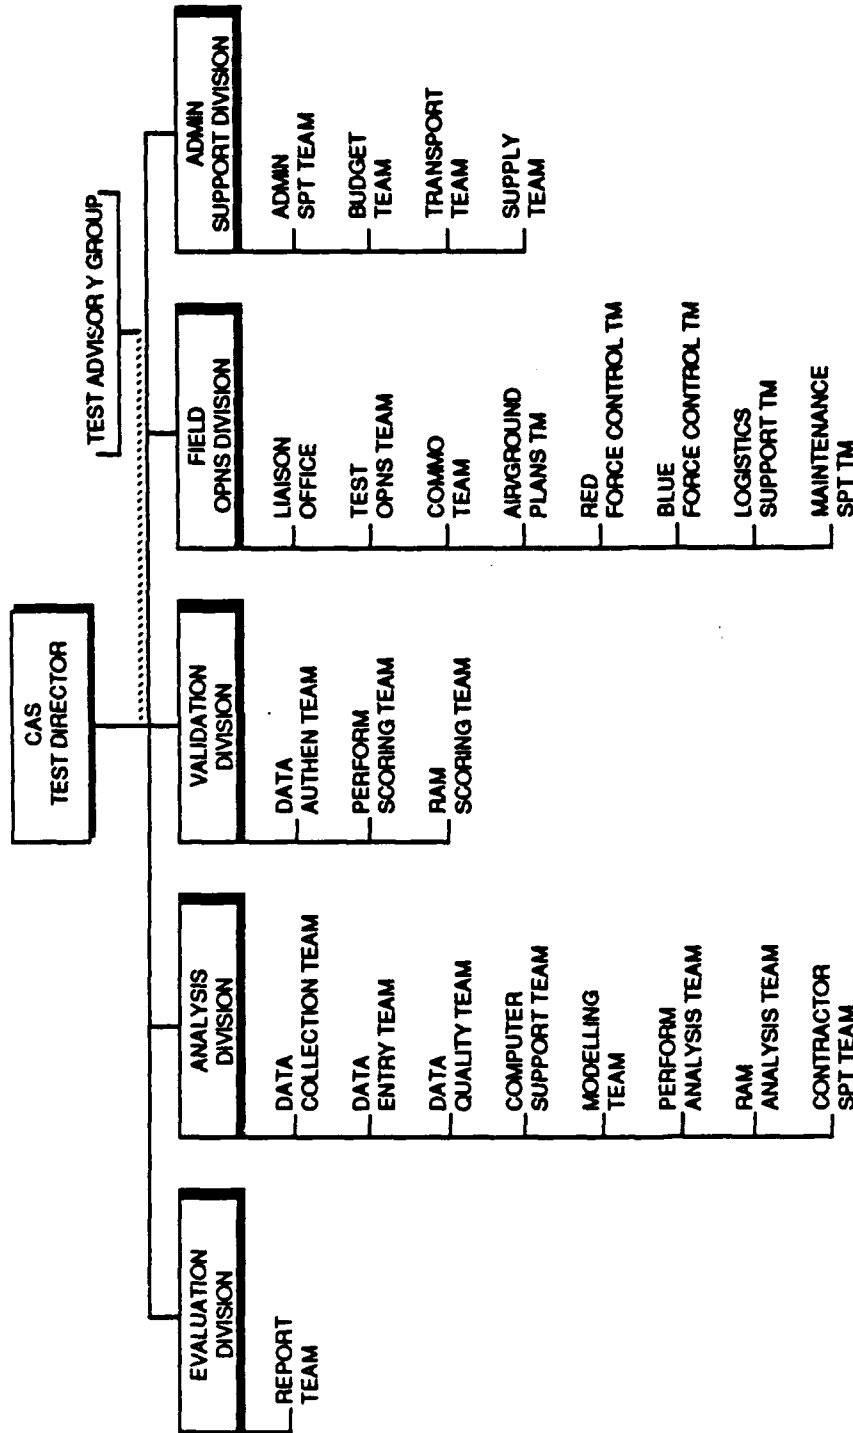 CAS
TEST DIRECTOR
TEST ADVISORY GROUP
EVALUATION
DIVISION
REPORT
TEAM
ANALYSIS
DIVISION
DATA
COLLECTION TEAM
DATA
ENTRY TEAM
DATA
QUALITY TEAM
COMPUTER
SUPPORT TEAM
MODELLING
TEAM
PERFORM
ANALYSIS TEAM
RAM
ANALYSIS TEAM
CONTRACTOR
SPT TEAM
VALIDATION
DIVISION
DATA
AUTHEN TEAM
PERFORM
SCORING TEAM
RAM
SCORING TEAM
FIELD
OPNS DIVISION
LIAISON
OFFICE
TEST
OPNS TEAM
COMMO
TEAM
AIR/GROUND
PLANS TM
RED
FORCE CONTROL TM
BLUE
FORCE CONTROL TM
LOGISTICS
SUPPORT TM
MAINTENANCE
SPT TM
ADMIN
SUPPORT DIVISION
ADMIN
SPT TEAM
BUDGET
TEAM
TRANSPORT
TEAM
SUPPLY
TEAM